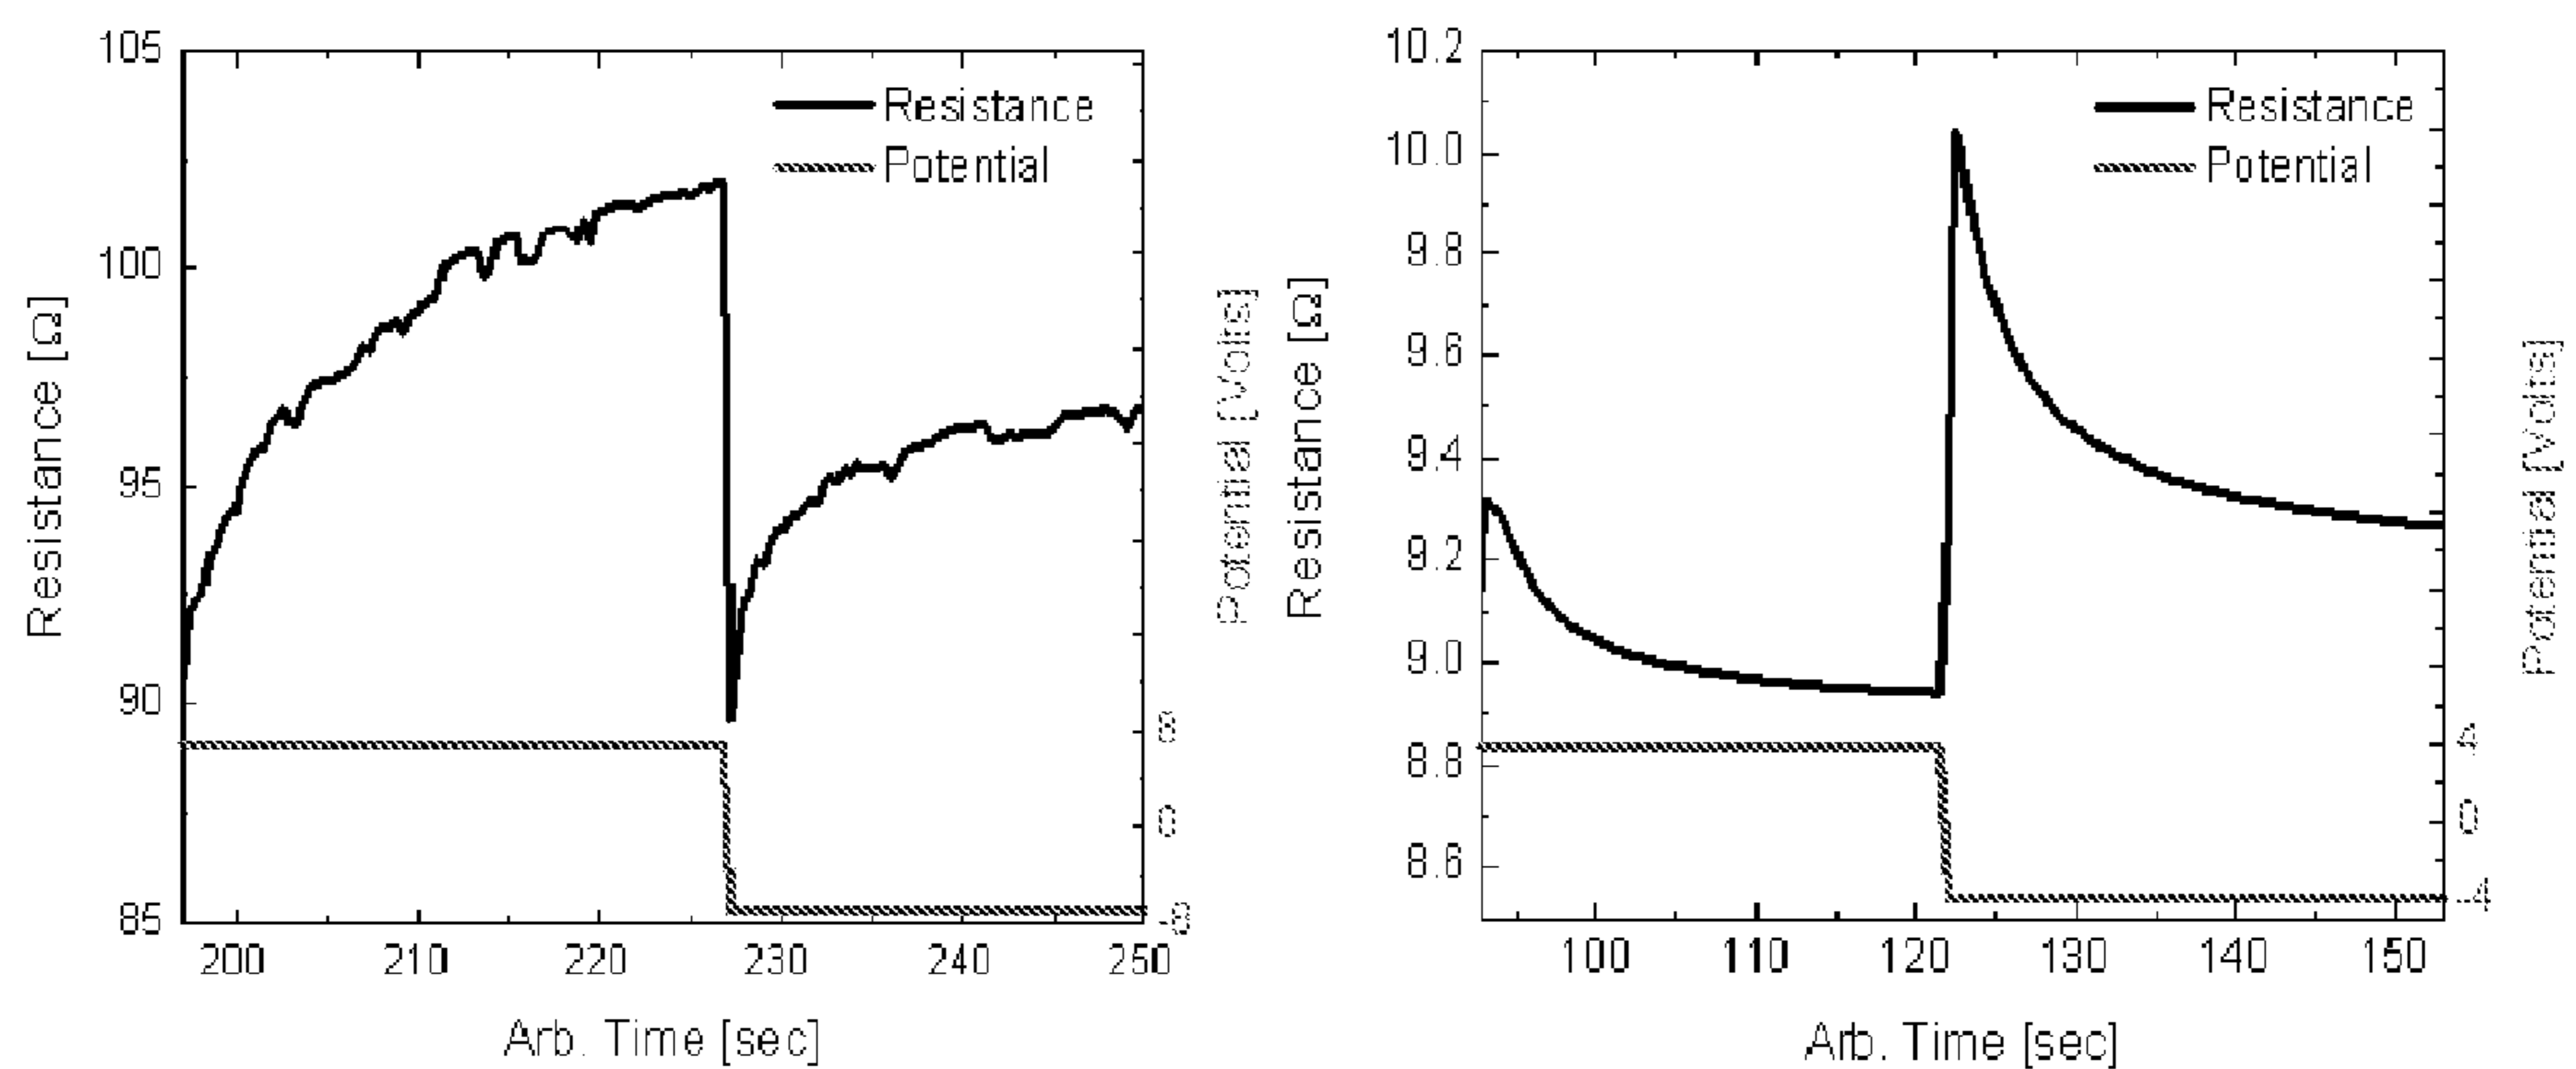 105
100
95
90
85
Resistance [Ω]
Resistance
Potential
8
0
-8
Potential [Volts]
200 210 220 230 240 250
Arb. Time [sec]
10.2
10.0
9.8
9.6
9.4
9.2
9.0
8.8
8.6
Resistance [Ω]
Resistance
Potential
4
0
-4
Potential [Volts]
100 110 120 130 140 150
Arb. Time [sec]